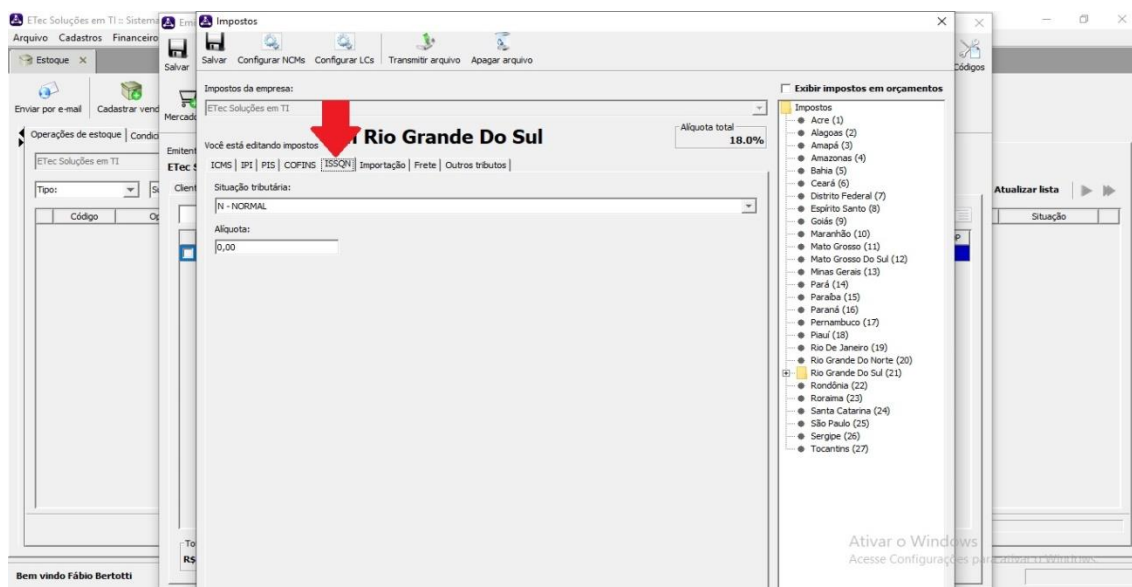 ETec Soluções em TI :: Sistema
Arquivo Cadastros Financeiro
Estoque
Enviar por e-mail Cadastrar vend
Operações de estoque Condici
ETec Soluções em TI
Tipo:
Código
Salvar
Mercado
Emitent
ETec S
Client
To
R$
Bem vindo Fábio Bertotti
Impostos
Salvar Configurar NCMs Configurar LCs Transmitir arquivo Apagar arquivo
Impostos da empresa:
ETec Soluções em TI
Você está editando impostos
Rio Grande Do Sul
Alíquota total
18.0%
ICMS IPI PIS COFINS ISSQN Importação Frete Outros tributos
Situação tributária:
N - NORMAL
Alíquota:
0,00
Exibir impostos em orçamentos
Impostos
Acre (1)
Alagoas (2)
Amapá (3)
Amazonas (4)
Bahia (5)
Ceará (6)
Distrito Federal (7)
Espírito Santo (8)
Goiás (9)
Maranhão (10)
Mato Grosso (11)
Mato Grosso Do Sul (12)
Minas Gerais (13)
Pará (14)
Paraíba (15)
Paraná (16)
Pernambuco (17)
Piauí (18)
Rio De Janeiro (19)
Rio Grande Do Norte (20)
Rio Grande Do Sul (21)
Rondônia (22)
Roraima (23)
Santa Catarina (24)
São Paulo (25)
Sergipe (26)
Tocantins (27)
Códigos
Atualizar lista
Situação
Ativar o Windows
Acesse Configurações para ativar o Windows.